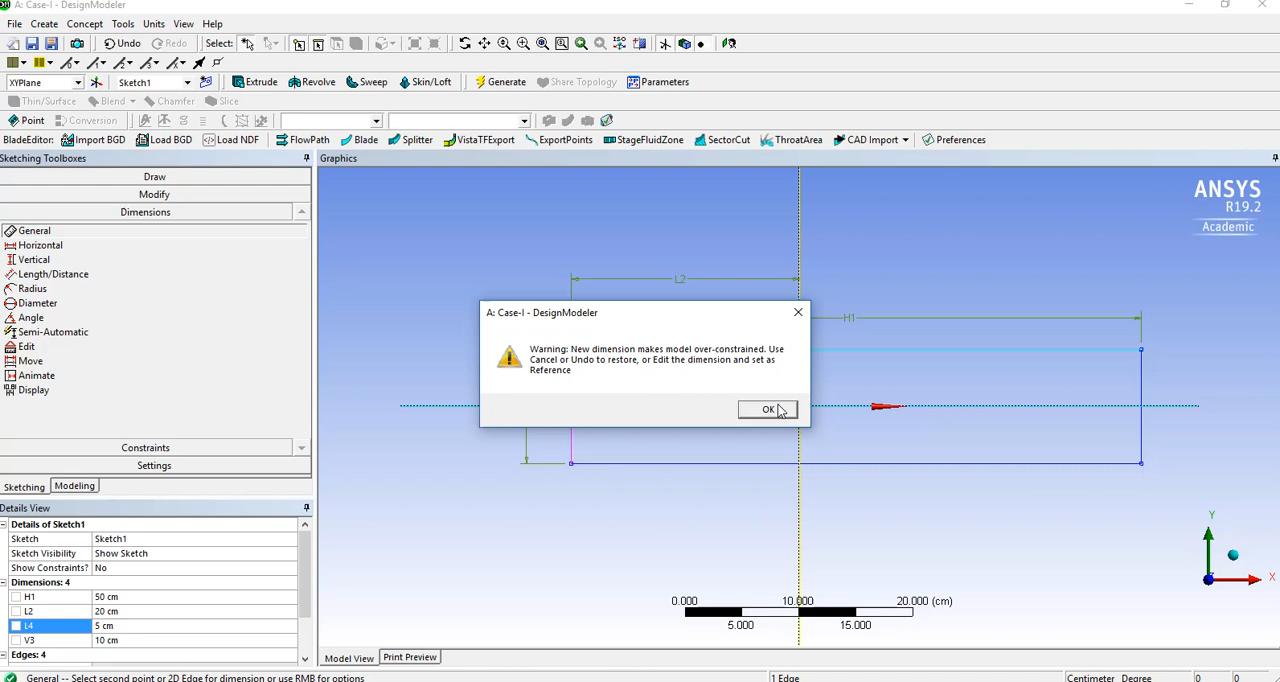 A: Case-I - DesignModeler
File Create Concept Tools Units View Help
Undo Redo Select:
XYPlane Sketch1 Extrude Revolve Sweep Skin/Loft Generate Share Topology Parameters
Thin/Surface Blend Chamfer Slice
Point Conversion
BladeEditor: Import BGD Load BGD Load NDF FlowPath Blade Splitter VistaTFExport ExportPoints StageFluidZone SectorCut ThroatArea CAD Import Preferences
Sketching Toolboxes
Draw
Modify
Dimensions
General
Horizontal
Vertical
Length/Distance
Radius
Diameter
Angle
Semi-Automatic
Edit
Move
Animate
Display
Constraints
Settings
Sketching Modeling
Details View
Details of Sketch1
Sketch Sketch1
Sketch Visibility Show Sketch
Show Constraints? No
Dimensions: 4
H1 50 cm
L2 20 cm
L4 5 cm
V3 10 cm
Edges: 4
Graphics
ANSYS
R19.2
Academic
L2
H1
A: Case-I - DesignModeler
Warning: New dimension makes model over-constrained. Use
Cancel or Undo to restore, or Edit the dimension and set as
Reference
OK
Y
X
0.000 10.000 20.000 (cm)
5.000 15.000
Model View Print Preview
General -- Select second point or 2D Edge for dimension or use RMB for options 1 Edge Centimeter Degree 0 0